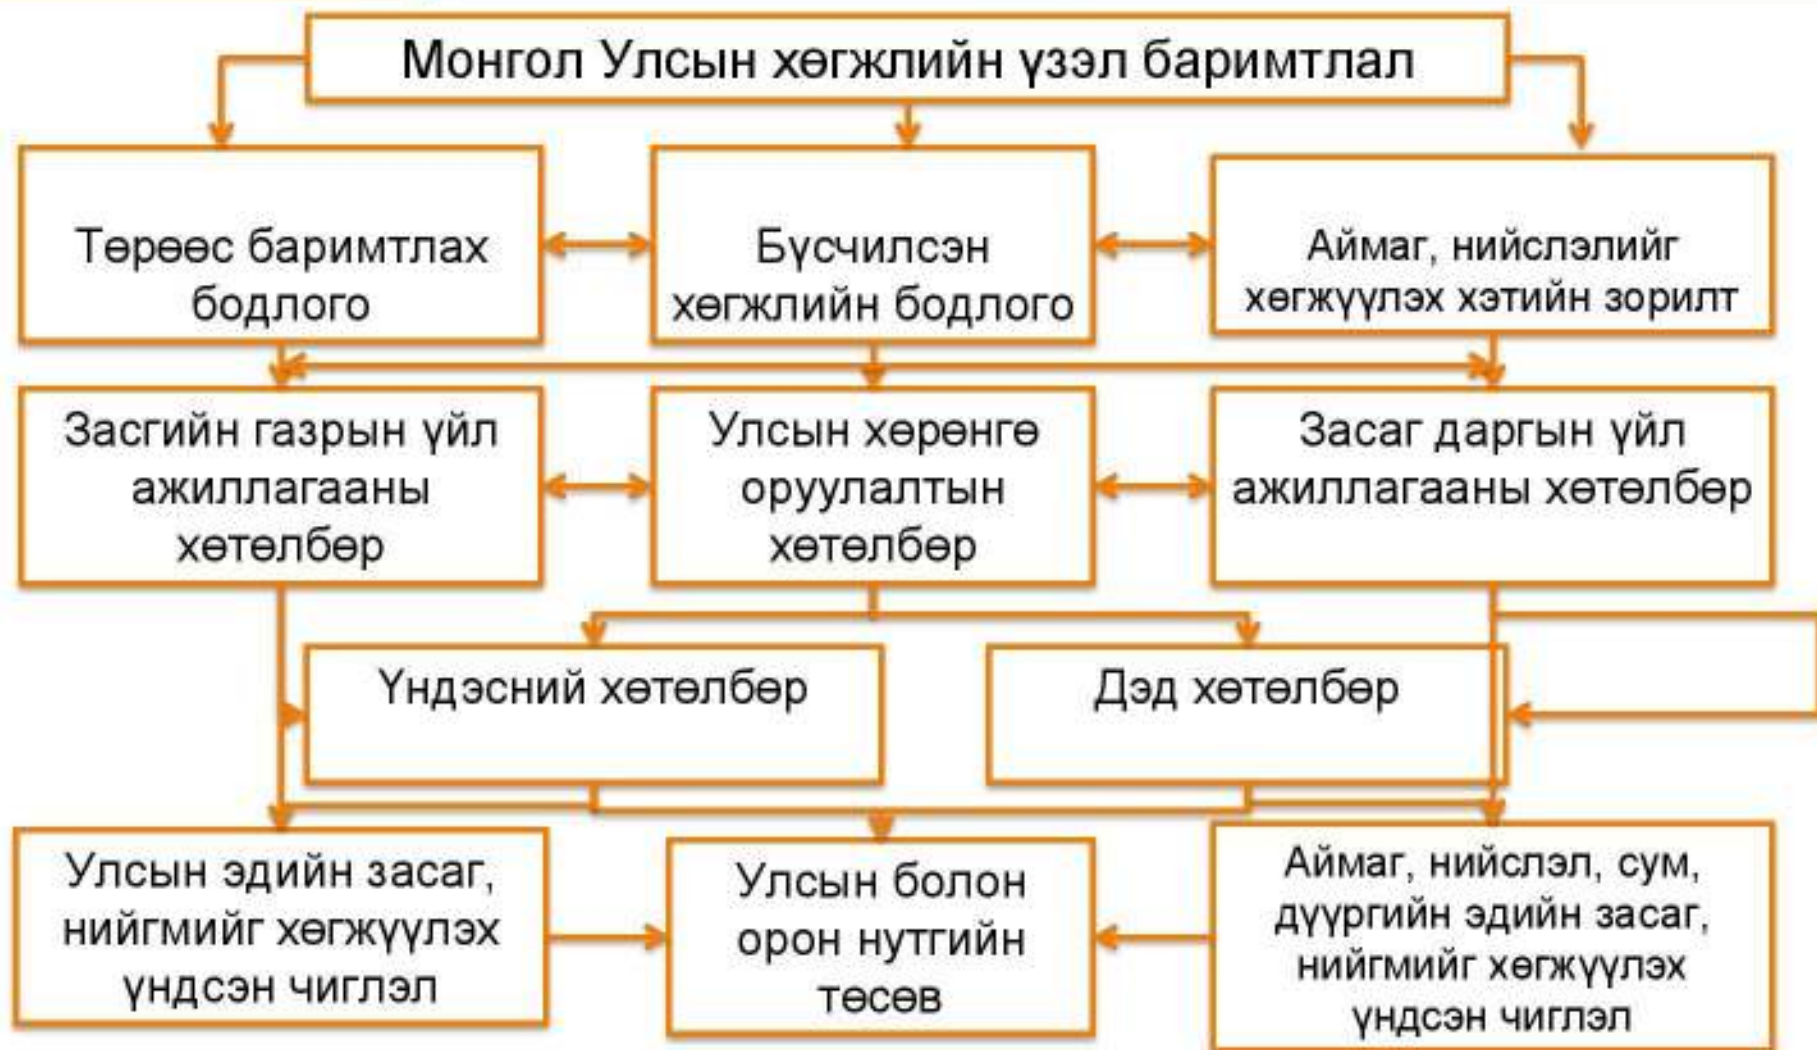 Монгол Улсын хөгжлийн үзэл баримтлал
Төрөөс баримтлах
бодлого
Бүсчилсэн
хөгжлийн бодлого
Аймаг, нийслэлийг
хөгжүүлэх хэтийн зорилт
Засгийн газрын үйл
ажиллагааны
хөтөлбөр
Улсын хөрөнгө
оруулалтын
хөтөлбөр
Засаг даргын үйл
ажиллагааны хөтөлбөр
Үндэсний хөтөлбөр
Дэд хөтөлбөр
Улсын эдийн засаг,
нийгмийг хөгжүүлэх
үндсэн чиглэл
Улсын болон
орон нутгийн
төсөв
Аймаг, нийслэл, сум,
дүүргийн эдийн засаг,
нийгмийг хөгжүүлэх
үндсэн чиглэл